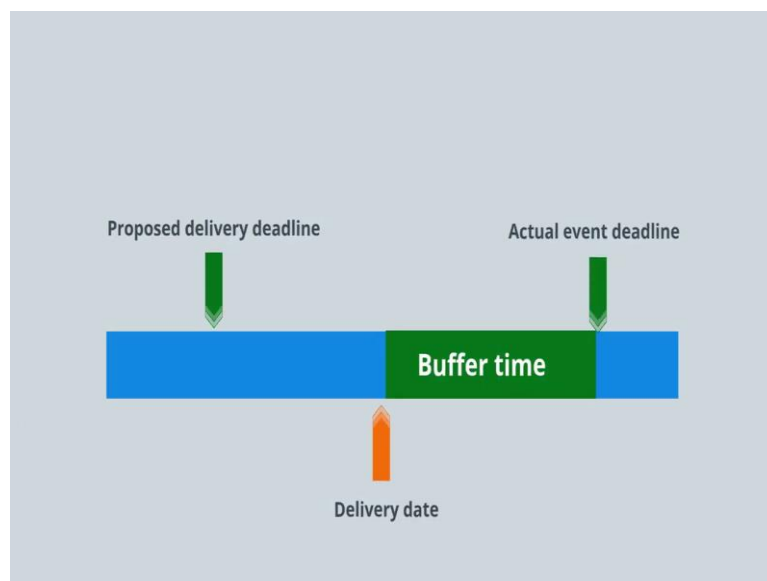 Proposed delivery deadline
Actual event deadline
Buffer time
Delivery date